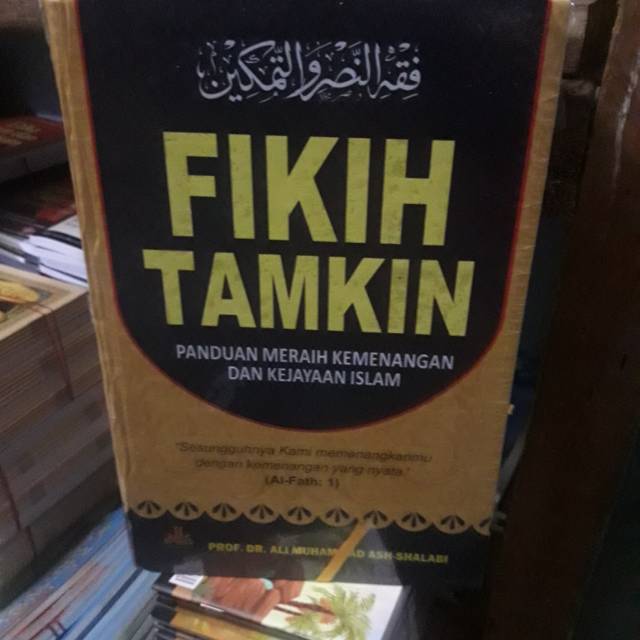 فقه النصر والتمكين
FIKIH
TAMKIN
PANDUAN MERAIH KEMENANGAN
DAN KEJAYAAN ISLAM
"Sesungguhnya Kami memenangkanmu
dengan kemenangan yang nyata."
(Al-Fath: 1)
PROF. DR. ALI MUHAMMAD ASH-SHALABI